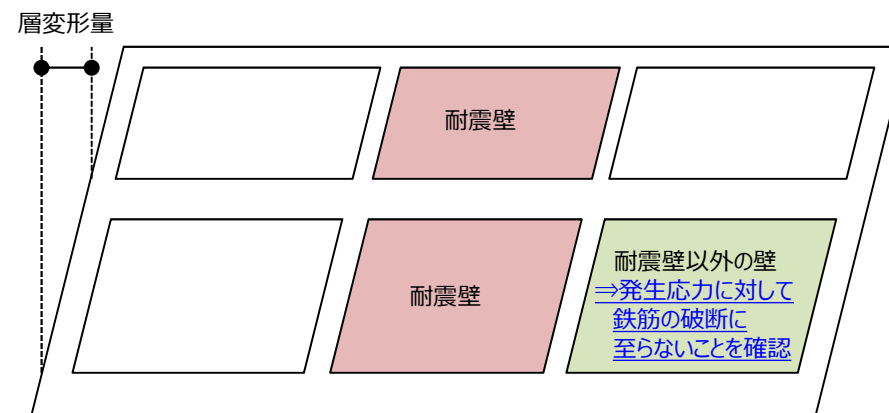 層変形量
耐震壁
耐震壁
耐震壁以外の壁
⇒発生応力に対して
鉄筋の破断に
至らないことを確認